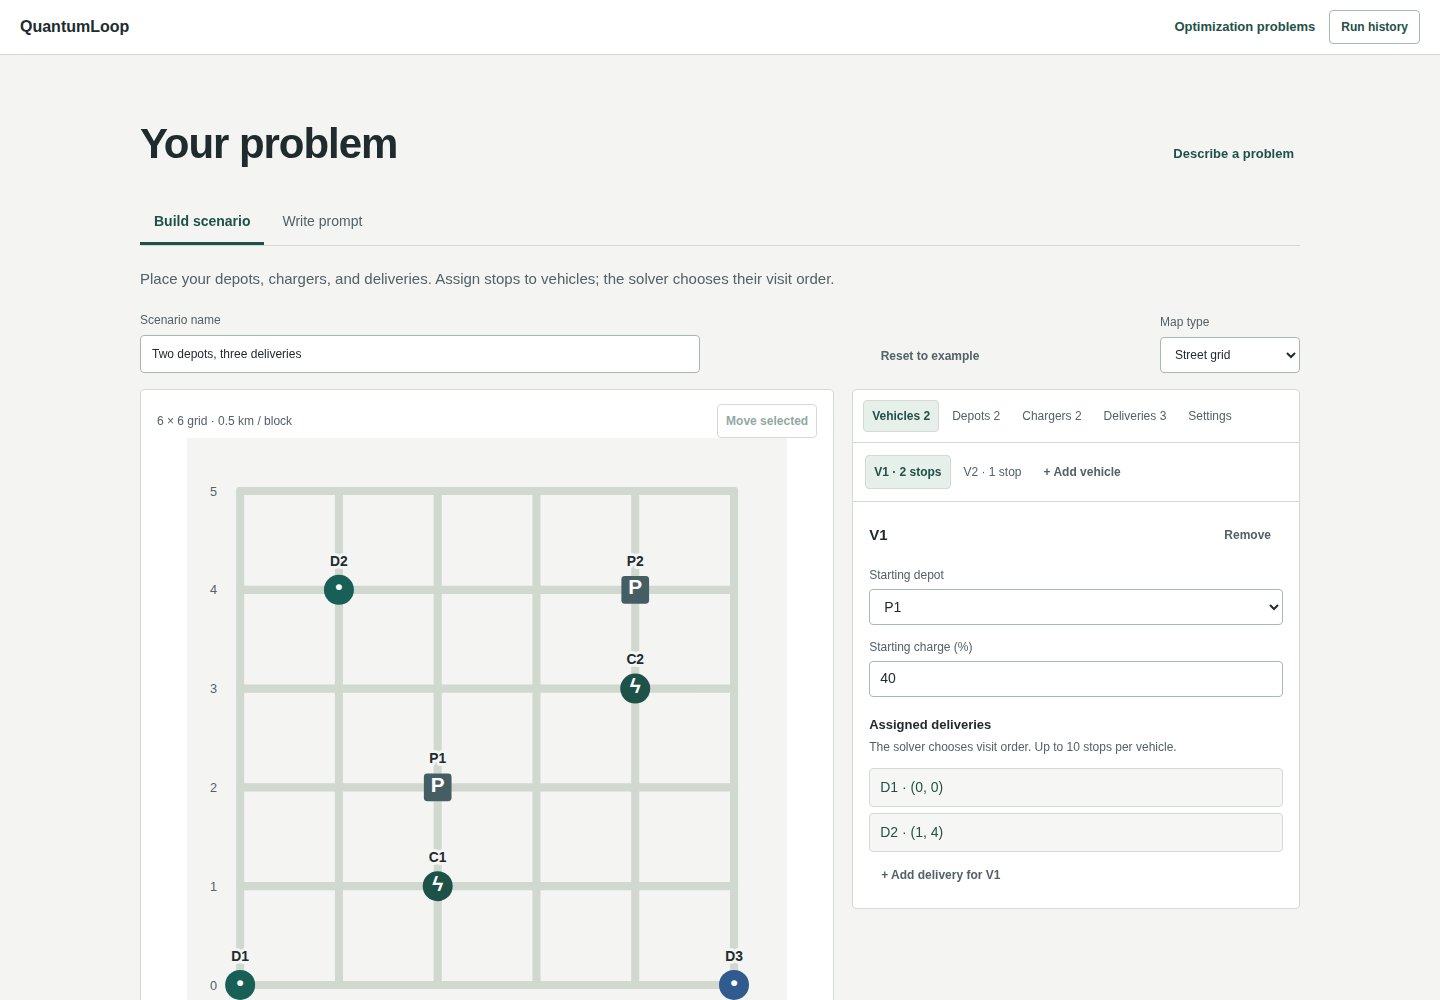 QuantumLoop
Optimization problems
Run history
Your problem
Describe a problem
Build scenario
Write prompt
Place your depots, chargers, and deliveries. Assign stops to vehicles; the solver chooses their visit order.
Scenario name
Two depots, three deliveries
Reset to example
Map type
Street grid
6 × 6 grid · 0.5 km / block
Move selected
5
D2
P2
4
P
C2
3
P1
2
P
C1
1
D1
D3
0
Vehicles 2
Depots 2
Chargers 2
Deliveries 3
Settings
V1 · 2 stops
V2 · 1 stop
+ Add vehicle
V1
Remove
Starting depot
P1
Starting charge (%)
40
Assigned deliveries
The solver chooses visit order. Up to 10 stops per vehicle.
D1 · (0, 0)
D2 · (1, 4)
+ Add delivery for V1